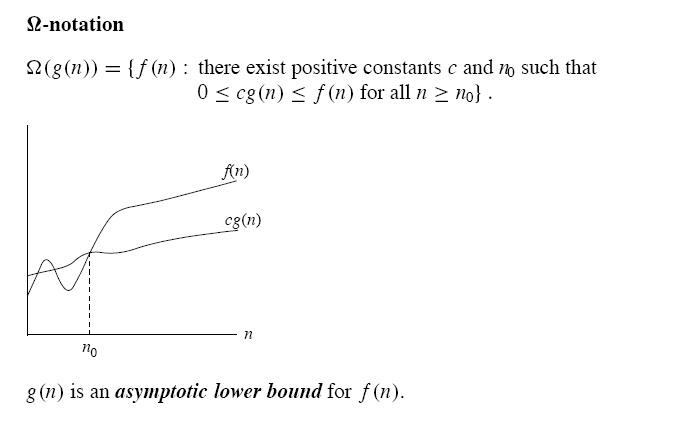 Ω-notation
Ω(g(n)) = {f(n) : there exist positive constants c and n₀ such that
0 ≤ cg(n) ≤ f(n) for all n ≥ n₀} .
f(n)
cg(n)
n
n₀
g(n) is an asymptotic lower bound for f(n).